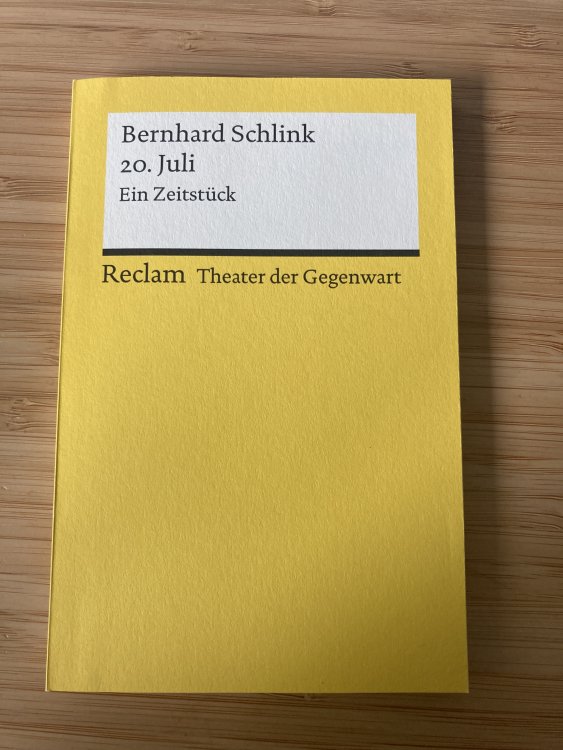 Bernhard Schlink
20. Juli
Ein Zeitstück
Reclam Theater der Gegenwart